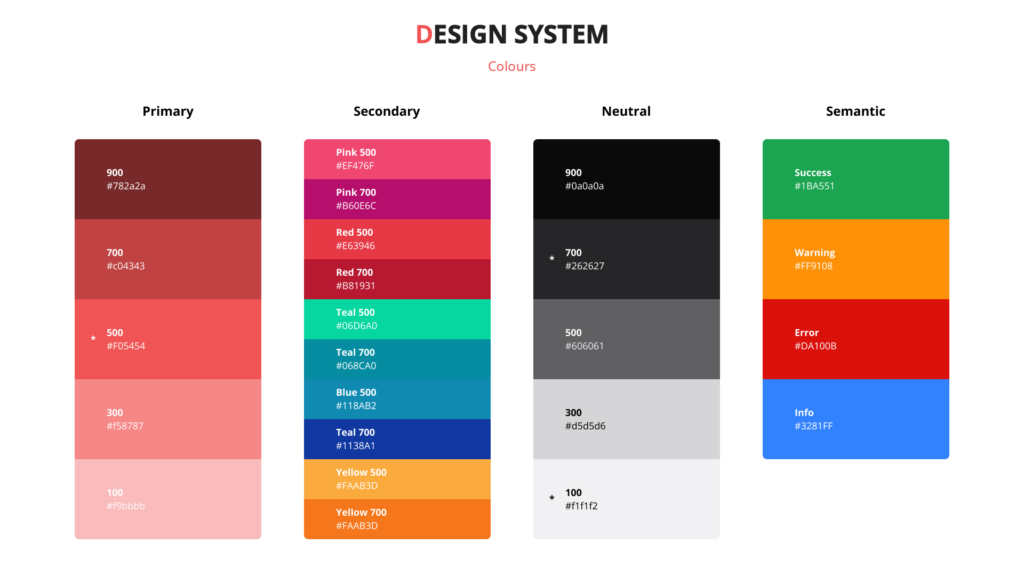 DESIGN SYSTEM
Colours
Primary
900
#782a2a
700
#c04343
*
500
#F05454
300
#f58787
100
#f9bbbb
Secondary
Pink 500
#EF476F
Pink 700
#B60E6C
Red 500
#E63946
Red 700
#B81931
Teal 500
#06D6A0
Teal 700
#068CA0
Blue 500
#118AB2
Teal 700
#1138A1
Yellow 500
#FAAB3D
Yellow 700
#FAAB3D
Neutral
900
#0a0a0a
*
700
#262627
500
#606061
300
#d5d5d6
*
100
#f1f1f2
Semantic
Success
#1BA551
Warning
#FF9108
Error
#DA100B
Info
#3281FF